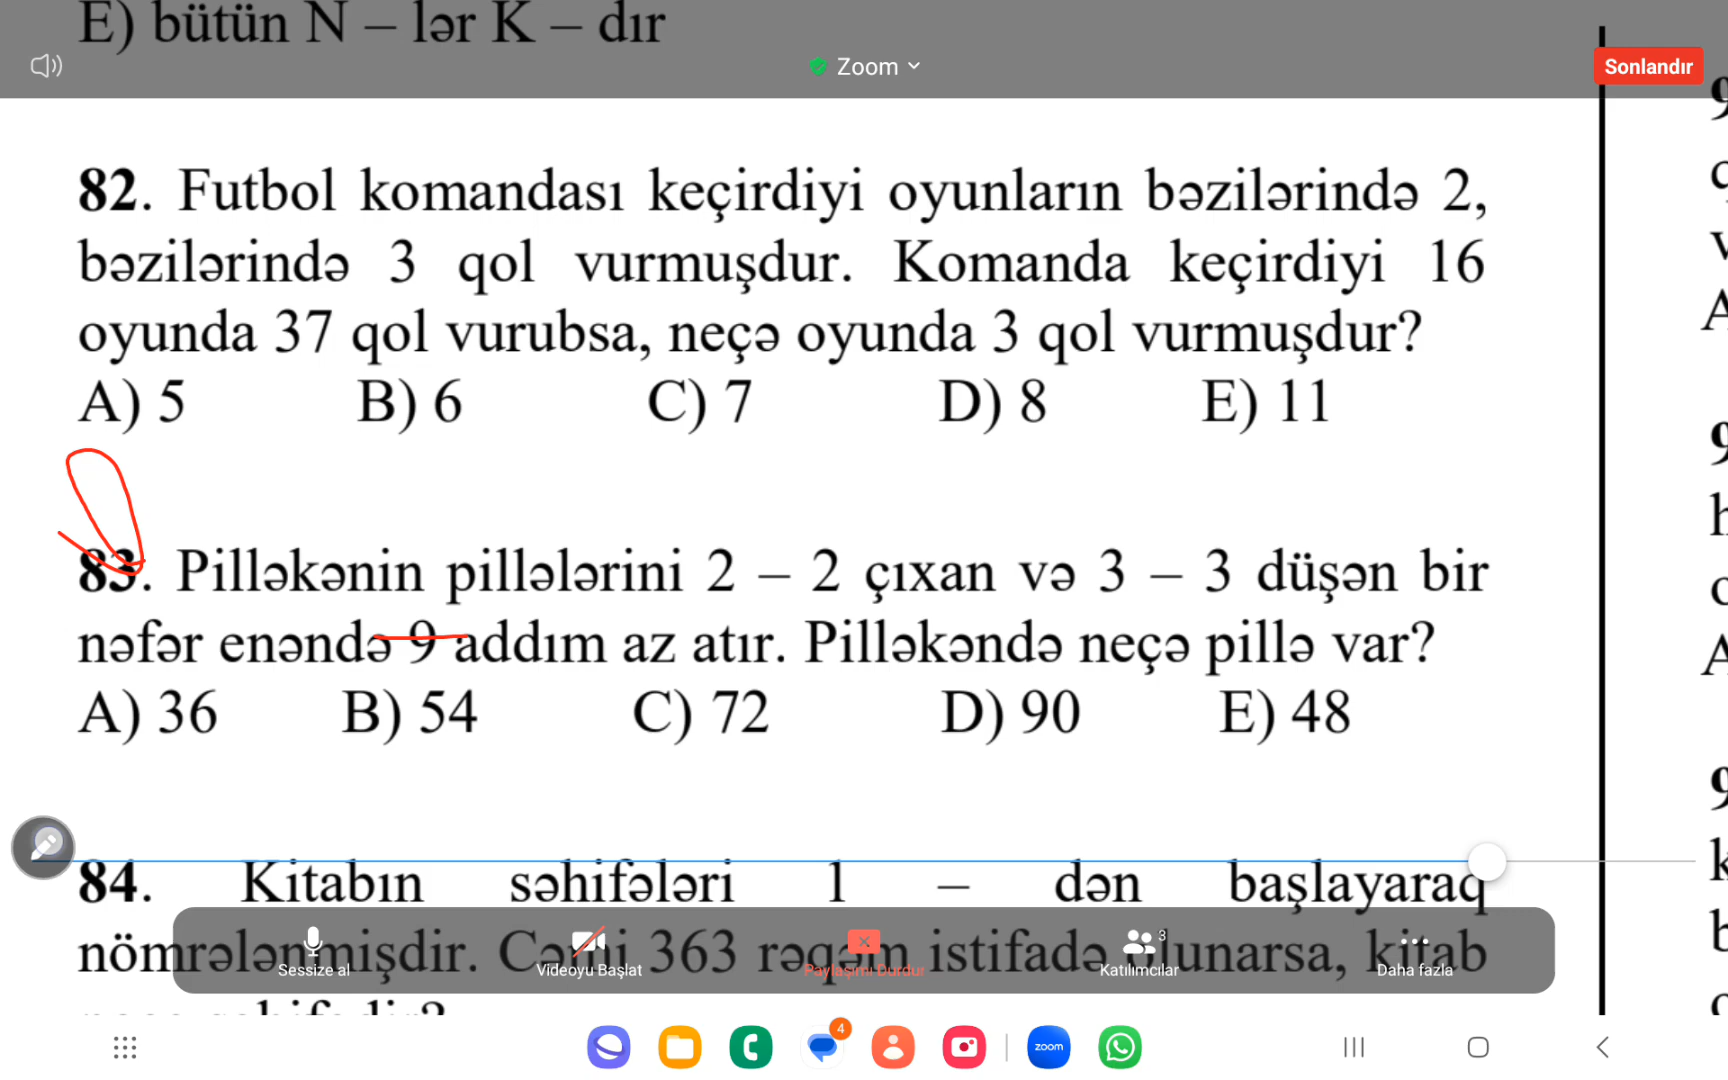 E) bütün N – lər K – dır
Zoom
Sonlandır
82. Futbol komandası keçirdiyi oyunların bəzilərində 2,
bəzilərində 3 qol vurmuşdur. Komanda keçirdiyi 16
oyunda 37 qol vurubsa, neçə oyunda 3 qol vurmuşdur?
A) 5 B) 6 C) 7 D) 8 E) 11
83. Pilləkənin pillələrini 2 – 2 çıxan və 3 – 3 düşən bir
nəfər enəndə 9 addım az atır. Pilləkəndə neçə pillə var?
A) 36 B) 54 C) 72 D) 90 E) 48
84. Kitabın səhifələri 1 – dən başlayaraq
nömrələnmişdir. Cəmi 363 rəqəm istifadə olunarsa, kitab
Sessize al
Videoyu Başlat
Paylaşımı Durdur
3
Katılımcılar
Daha fazla
4
zoom